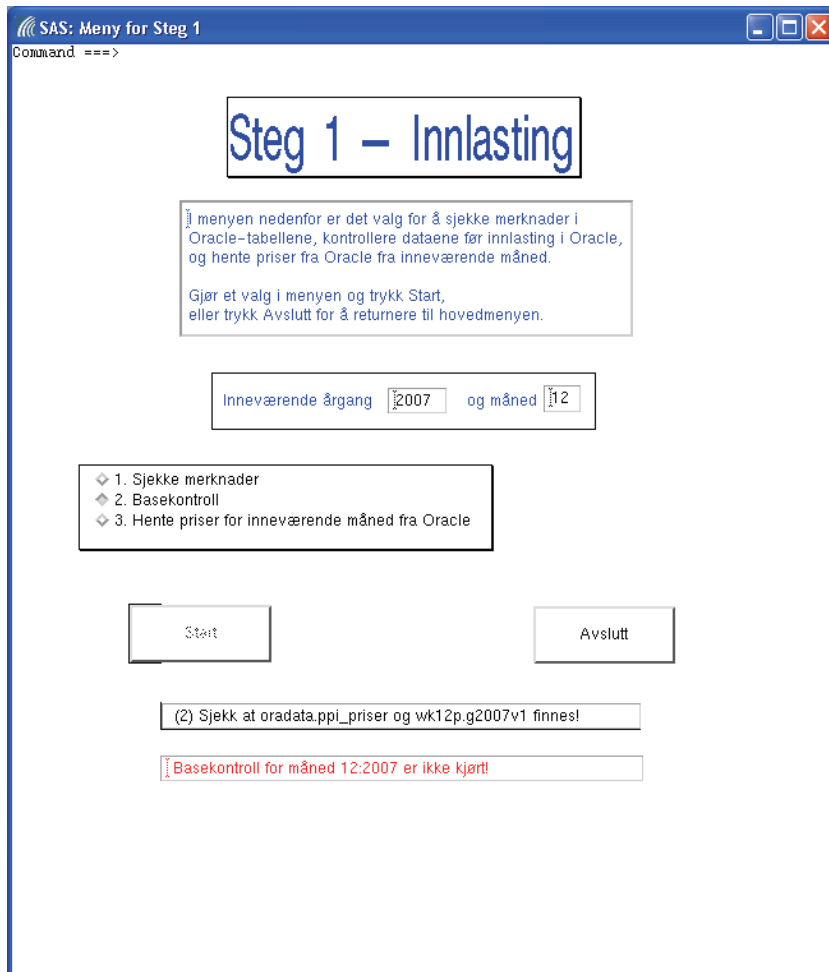 SAS: Meny for Steg 1
Command ===>
Steg 1 – Innlasting
I menyen nedenfor er det valg for å sjekke merknader i
Oracle-tabellene, kontrollere dataene før innlasting i Oracle,
og hente priser fra Oracle fra inneværende måned.
Gjør et valg i menyen og trykk Start,
eller trykk Avslutt for å returnere til hovedmenyen.
Inneværende årgang 2007 og måned 12
1. Sjekke merknader
2. Basekontroll
3. Hente priser for inneværende måned fra Oracle
Start Avslutt
(2) Sjekk at oradata.ppi_priser og wk12p.g2007v1 finnes!
Basekontroll for måned 12:2007 er ikke kjørt!